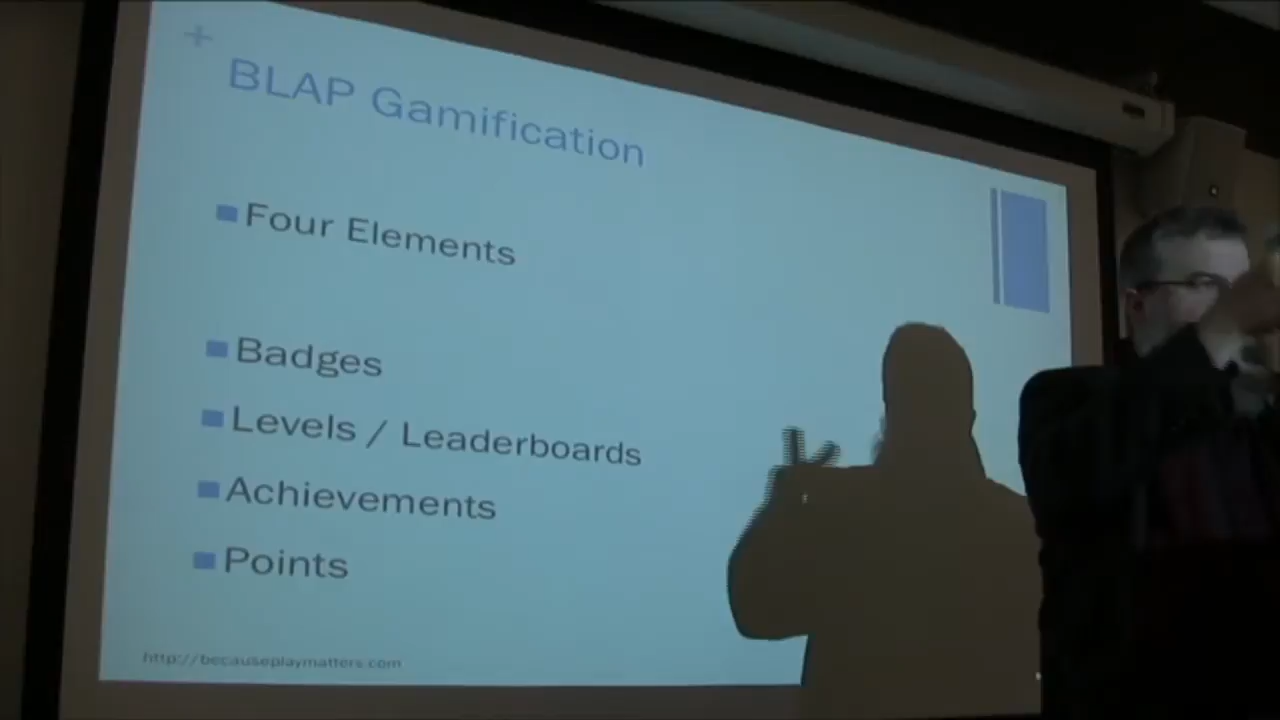 BLAP Gamification
Four Elements
Badges
Levels / Leaderboards
Achievements
Points
http://becauseplaymatters.com